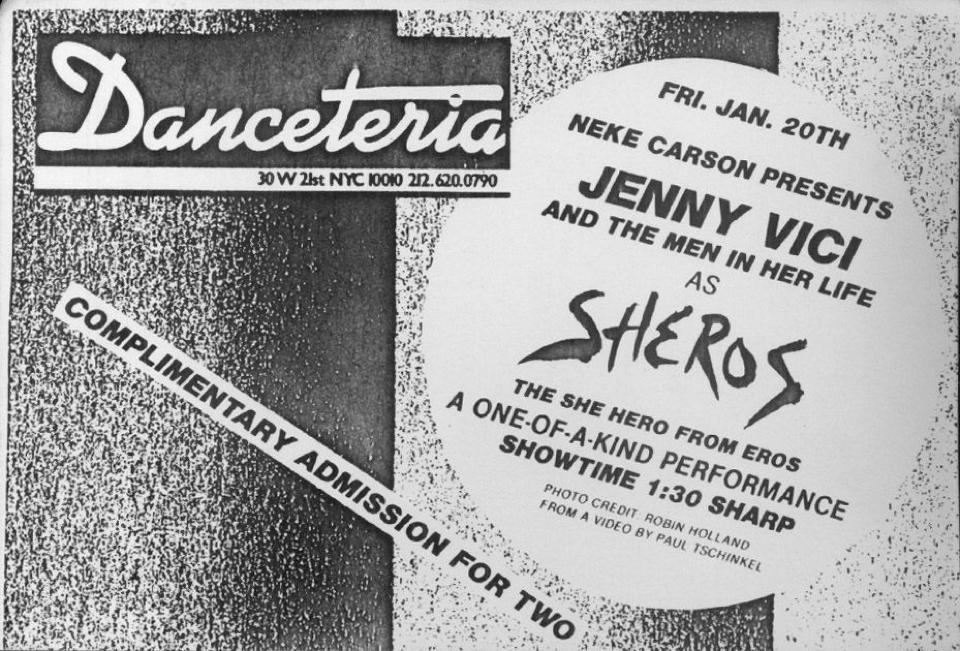 Danceteria
30 W 21st NYC 10010 212.620.0790
FRI. JAN. 20TH
NEKE CARSON PRESENTS
JENNY VICI
AND THE MEN IN HER LIFE
AS
SHEROS
THE SHE HERO FROM EROS
A ONE-OF-A-KIND PERFORMANCE
SHOWTIME 1:30 SHARP
PHOTO CREDIT: ROBIN HOLLAND
FROM A VIDEO BY PAUL TSCHINKEL
COMPLIMENTARY ADMISSION FOR TWO